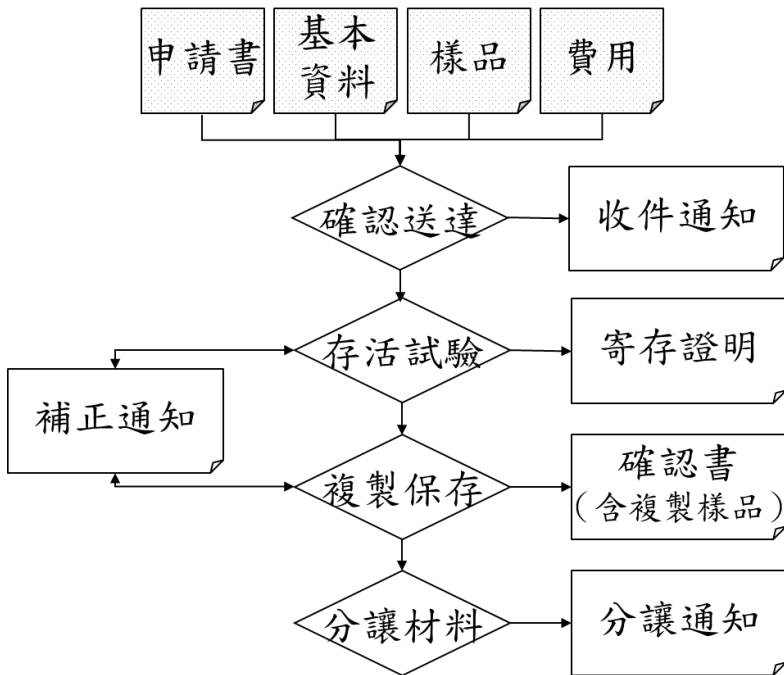 申請書
基本
資料
樣品
費用
確認送達
收件通知
存活試驗
寄存證明
補正通知
複製保存
確認書
(含複製樣品)
分讓材料
分讓通知